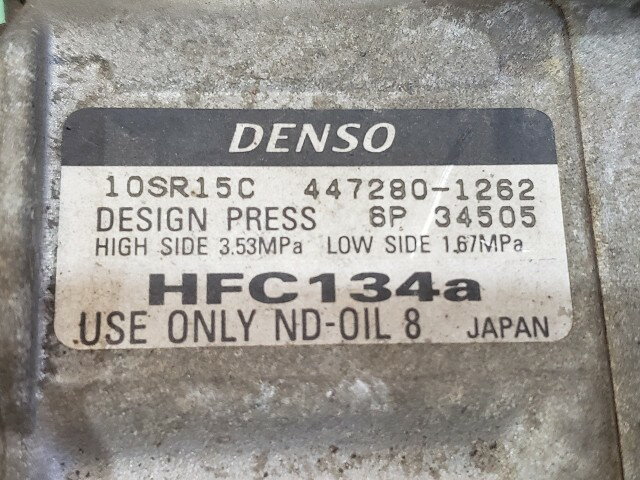 DENSO
10SR15C 447280-1262
DESIGN PRESS 6P 34505
HIGH SIDE 3.53MPa LOW SIDE 1.67MPa
HFC134a
USE ONLY ND-OIL 8 JAPAN